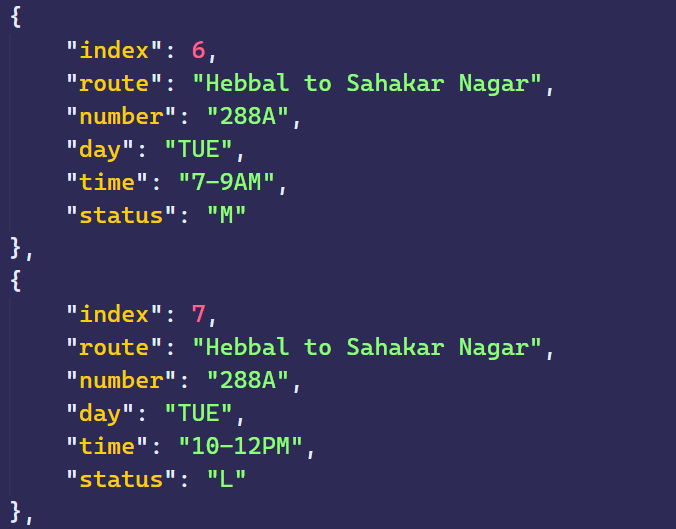 {
"index": 6,
"route": "Hebbal to Sahakar Nagar",
"number": "288A",
"day": "TUE",
"time": "7-9AM",
"status": "M"
},
{
"index": 7,
"route": "Hebbal to Sahakar Nagar",
"number": "288A",
"day": "TUE",
"time": "10-12PM",
"status": "L"
},